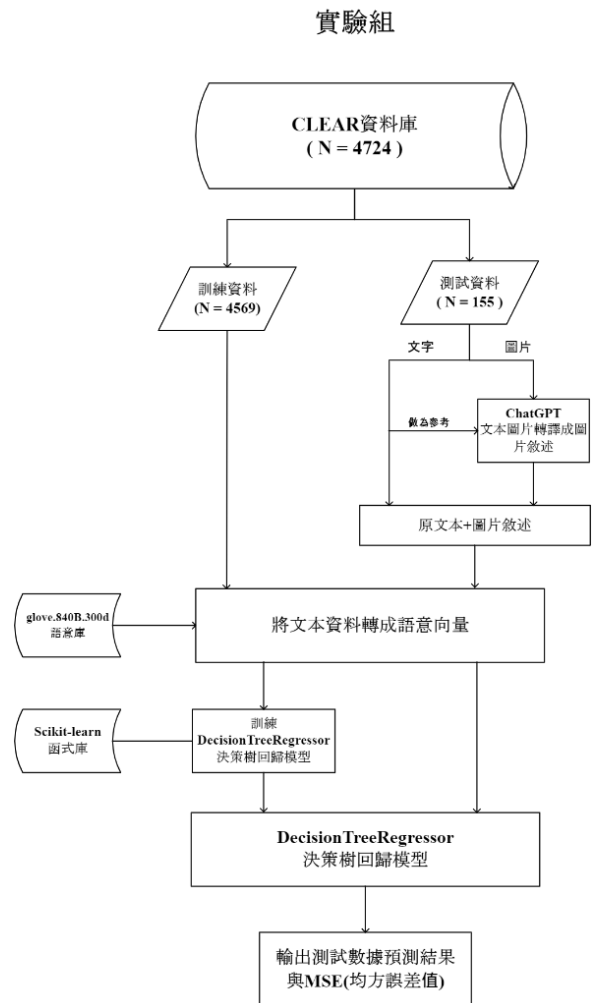 實驗組
CLEAR資料庫
( N = 4724 )
訓練資料
(N = 4569)
測試資料
( N = 155 )
文字
圖片
ChatGPT
文本圖片轉譯成圖
片敘述
做為參考
原文本+圖片敘述
glove.840B.300d
語意庫
將文本資料轉成語意向量
Scikit-learn
函式庫
訓練
DecisionTreeRegressor
決策樹回歸模型
DecisionTreeRegressor
決策樹回歸模型
輸出測試數據預測結果
與MSE(均方誤差值)